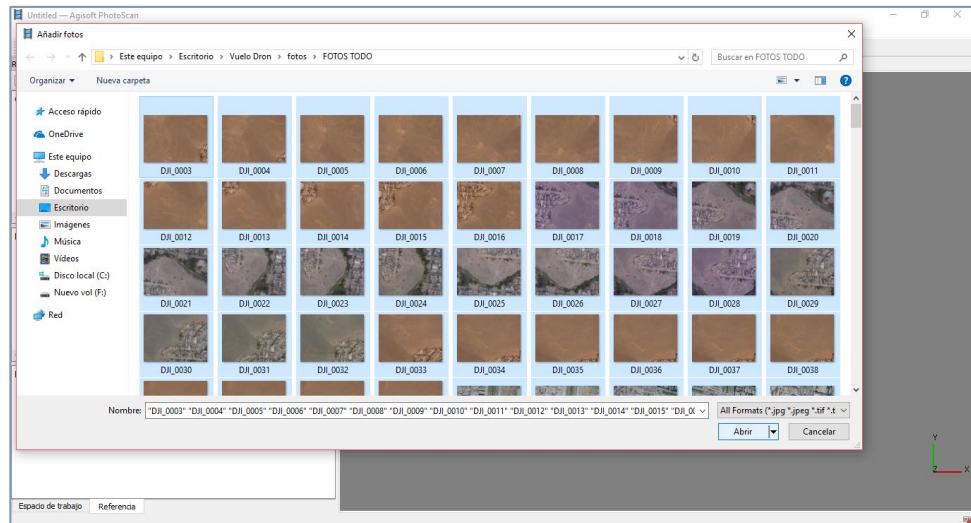 Untitled — Agisoft PhotoScan
Añadir fotos
Este equipo > Escritorio > Vuelo Dron > fotos > FOTOS TODO
Buscar en FOTOS TODO
Organizar
Nueva carpeta
Acceso rápido
OneDrive
Este equipo
Descargas
Documentos
Escritorio
Imágenes
Música
Vídeos
Disco local (C:)
Nuevo vol (F:)
Red
DJI_0003 DJI_0004 DJI_0005 DJI_0006 DJI_0007 DJI_0008 DJI_0009 DJI_0010 DJI_0011
DJI_0012 DJI_0013 DJI_0014 DJI_0015 DJI_0016 DJI_0017 DJI_0018 DJI_0019 DJI_0020
DJI_0021 DJI_0022 DJI_0023 DJI_0024 DJI_0025 DJI_0026 DJI_0027 DJI_0028 DJI_0029
DJI_0030 DJI_0031 DJI_0032 DJI_0033 DJI_0034 DJI_0035 DJI_0036 DJI_0037 DJI_0038
Nombre: "DJI_0003" "DJI_0004" "DJI_0005" "DJI_0006" "DJI_0007" "DJI_0008" "DJI_0009" "DJI_0010" "DJI_0011" "DJI_0012" "DJI_0013" "DJI_0014" "DJI_0015" "DJI_0(
All Formats (*.jpg *.jpeg *.tif *.t
Abrir
Cancelar
Y
Z X
Espacio de trabajo
Referencia